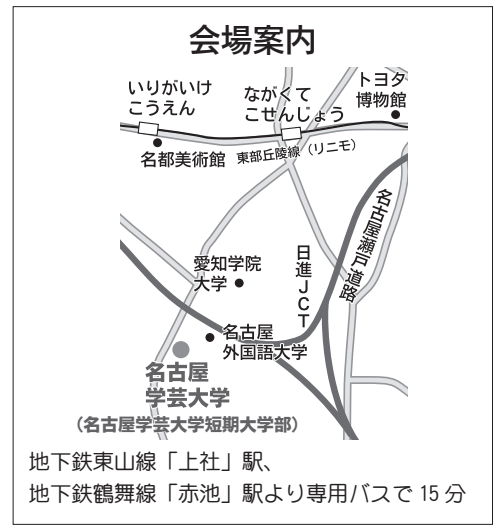 会場案内
いりがいけ
こうえん
ながくて
こせんじょう
トヨタ
博物館
名都美術館
東部丘陵線（リニモ）
名古屋瀬戸道路
愛知学院
大学
日進JCT
名古屋
外国語大学
名古屋
学芸大学
（名古屋学芸大学短期大学部）
地下鉄東山線「上社」駅、
地下鉄鶴舞線「赤池」駅より専用バスで 15 分